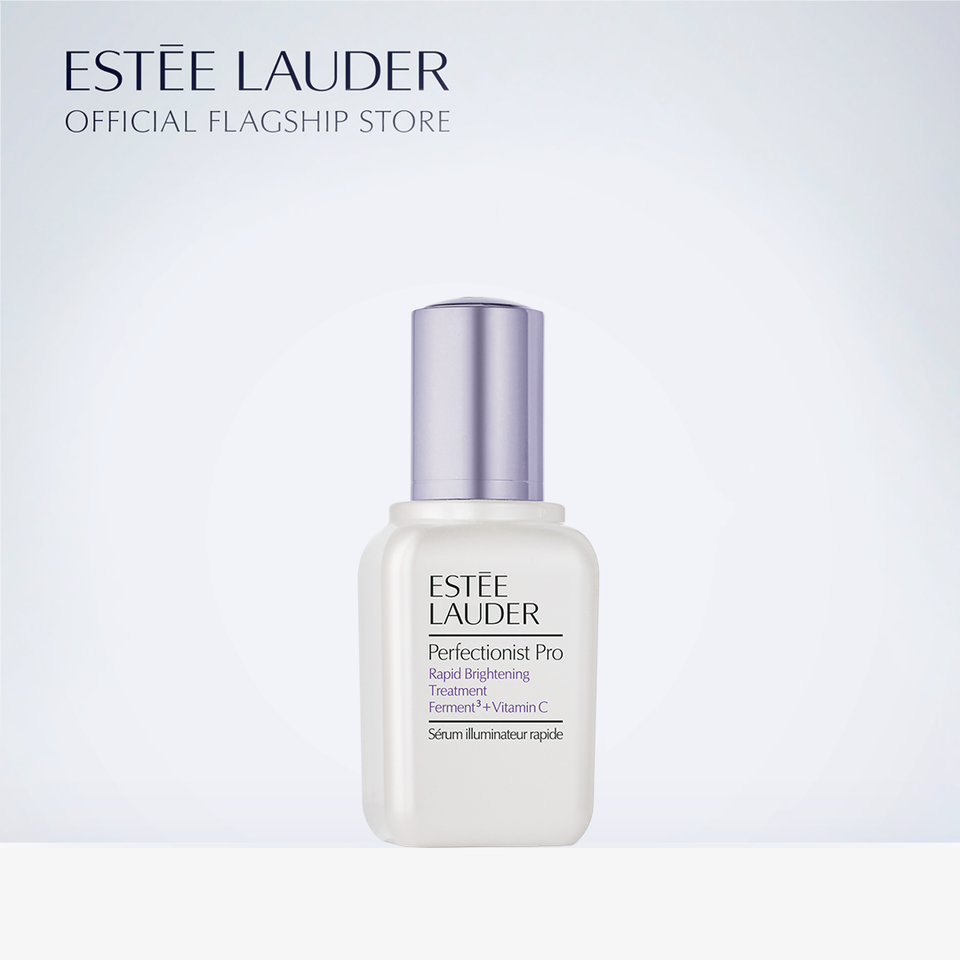 ESTĒE LAUDER
OFFICIAL FLAGSHIP STORE
ESTĒE
LAUDER
Perfectionist Pro
Rapid Brightening
Treatment
Ferment³+Vitamin C
Sérum illuminateur rapide